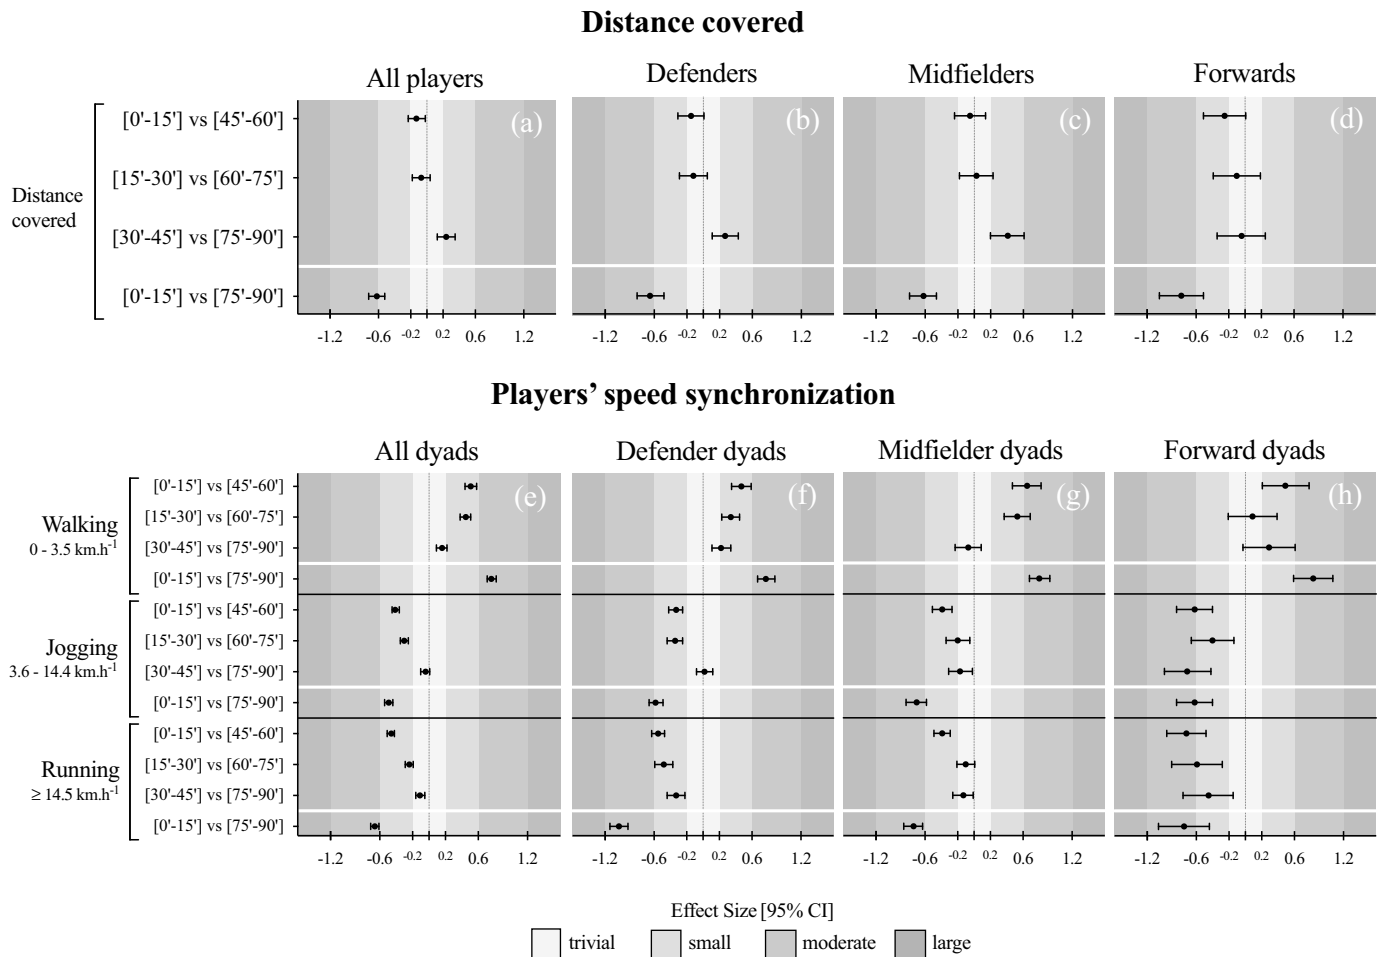 Distance covered
All players
Defenders
Midfielders
Forwards
(a)
(b)
(c)
(d)
Distance
covered
[0'-15'] vs [45'-60']
[15'-30'] vs [60'-75']
[30'-45'] vs [75'-90']
[0'-15'] vs [75'-90']
-1.2 -0.6 -0.2 0.2 0.6 1.2
-1.2 -0.6 -0.2 0.2 0.6 1.2
-1.2 -0.6 -0.2 0.2 0.6 1.2
-1.2 -0.6 -0.2 0.2 0.6 1.2
Players’ speed synchronization
All dyads
Defender dyads
Midfielder dyads
Forward dyads
(e)
(f)
(g)
(h)
Walking
0 - 3.5 km.h-1
[0'-15'] vs [45'-60']
[15'-30'] vs [60'-75']
[30'-45'] vs [75'-90']
[0'-15'] vs [75'-90']
Jogging
3.6 - 14.4 km.h-1
[0'-15'] vs [45'-60']
[15'-30'] vs [60'-75']
[30'-45'] vs [75'-90']
[0'-15'] vs [75'-90']
Running
≥ 14.5 km.h-1
[0'-15'] vs [45'-60']
[15'-30'] vs [60'-75']
[30'-45'] vs [75'-90']
[0'-15'] vs [75'-90']
-1.2 -0.6 -0.2 0.2 0.6 1.2
-1.2 -0.6 -0.2 0.2 0.6 1.2
-1.2 -0.6 -0.2 0.2 0.6 1.2
-1.2 -0.6 -0.2 0.2 0.6 1.2
Effect Size [95% CI]
trivial small moderate large